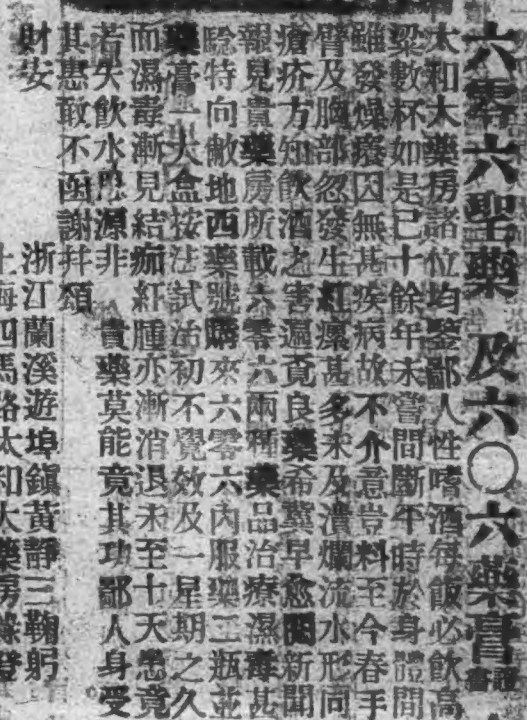 六零六聖藥 及六〇六藥膏證書
太和大藥房諸位均鑒鄙人性嗜酒每飯必飲高
粱數杯如是已十餘年未嘗間斷平時於身體間
雖發燥癢因無甚疾病故不介意豈料至今春手
臂及胸部忽發生紅瘰甚多未及潰爛流水形同
瘡疥方知飲酒之害遍覓良藥希冀早愈閱新聞
報見貴藥房所載六零六兩種藥品治療濕毒甚
驗特向敝地西藥號購來六零六內服藥二瓶並
藥膏一大盒按法試治初不覺效及一星期之久
而濕毒漸見結痂紅腫亦漸消退未至十天患竟
若失飲水思源非 貴藥莫能竟其功鄙人身受
其惠敢不函謝幷頌
財安
浙江蘭溪遊埠鎮黃靜三鞠躬
上海四馬路太和大藥房錄登